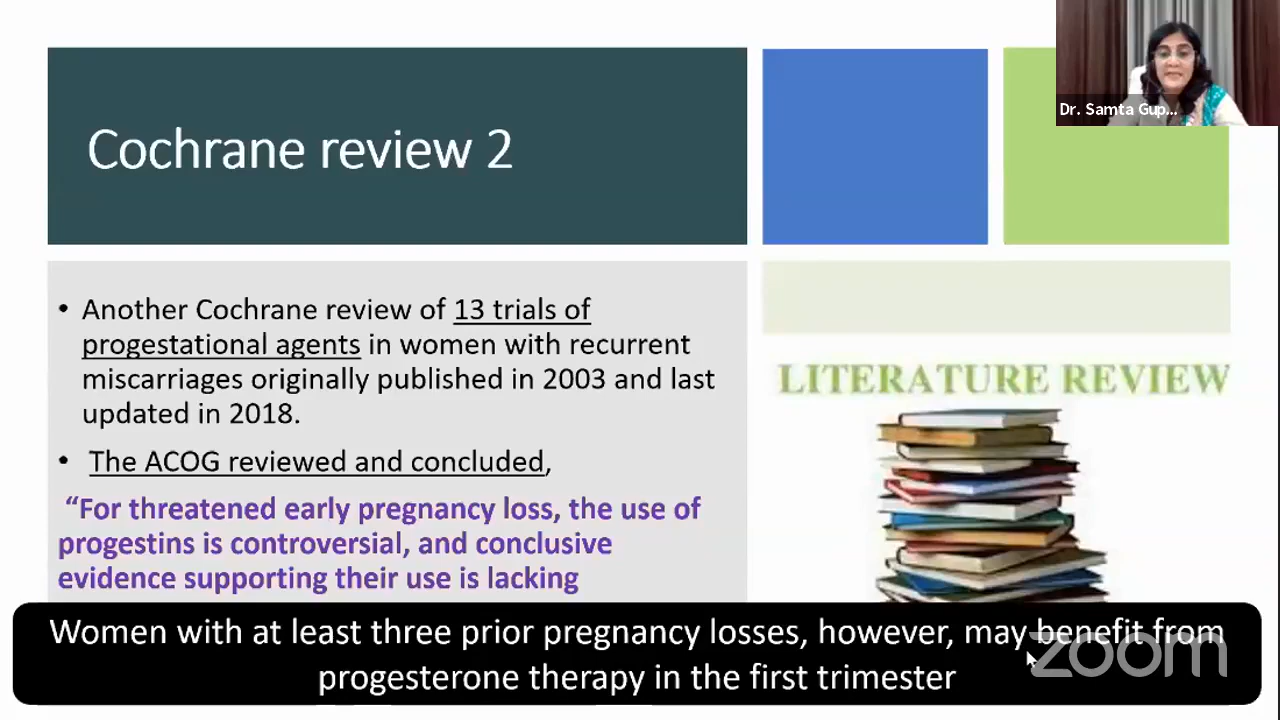 Dr. Samta Gup...
Cochrane review 2
• Another Cochrane review of 13 trials of
progestational agents in women with recurrent
miscarriages originally published in 2003 and last
updated in 2018.
• The ACOG reviewed and concluded,
“For threatened early pregnancy loss, the use of
progestins is controversial, and conclusive
evidence supporting their use is lacking
LITERATURE REVIEW
Women with at least three prior pregnancy losses, however, may benefit from
progesterone therapy in the first trimester
zoom